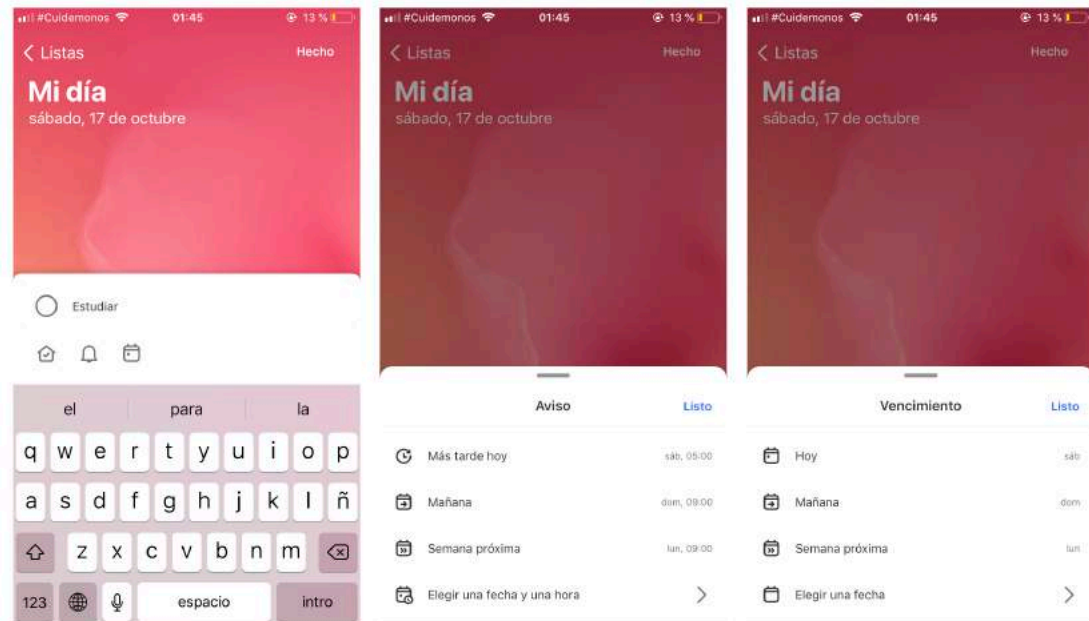 #Cuidemonos 01:45 13 %
Listas Hecho
Mi día
sábado, 17 de octubre
Estudiar
el para la
q w e r t y u i o p
a s d f g h j k l ñ
z x c v b n m
123 espacio intro
#Cuidemonos 01:45 13 %
Listas Hecho
Mi día
sábado, 17 de octubre
Aviso Listo
Más tarde hoy sáb, 05:00
Mañana dom, 09:00
Semana próxima lun, 09:00
Elegir una fecha y una hora
#Cuidemonos 01:45 13 %
Listas Hecho
Mi día
sábado, 17 de octubre
Vencimiento Listo
Hoy sáb
Mañana dom
Semana próxima lun
Elegir una fecha